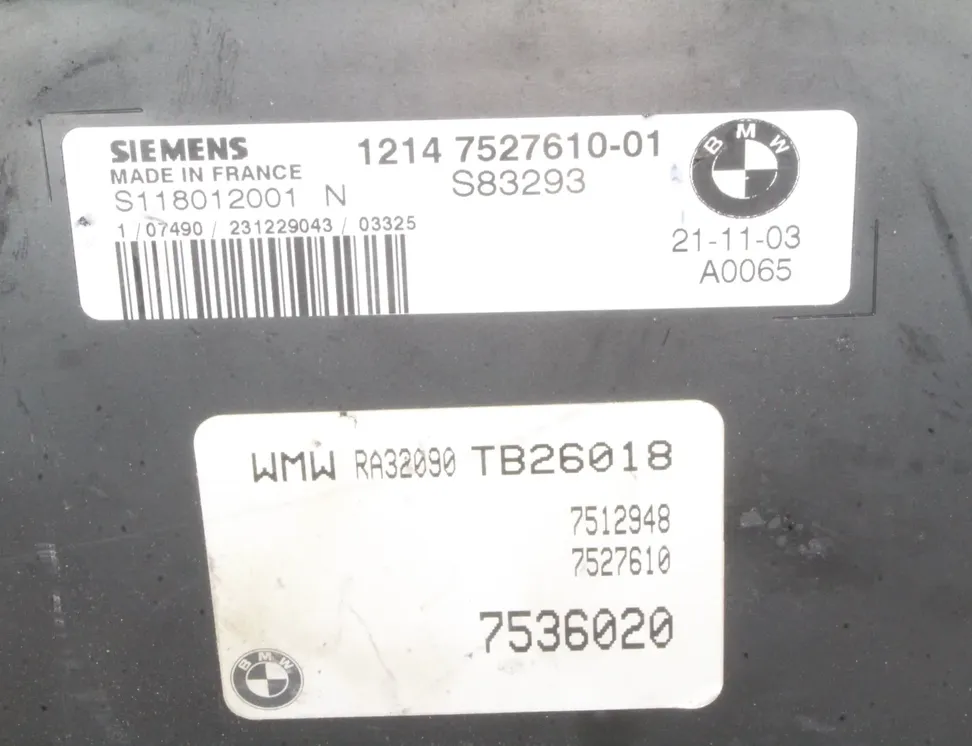 SIEMENS
MADE IN FRANCE
S118012001 N
1214 7527610-01
S83293
BMW
21-11-03
A0065
1/07490/231229043/03325
WMW RA32090 TB26018
7512948
7527610
7536020
BMW